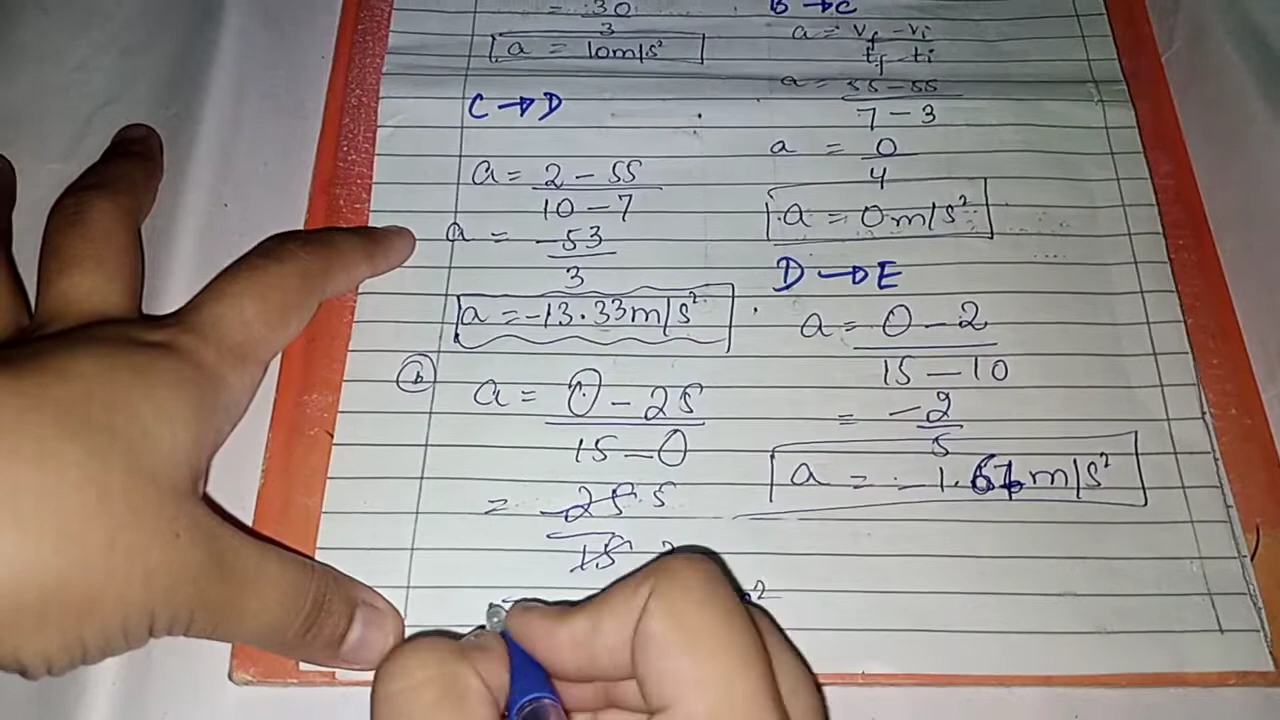 = 30
3
a = 10m/s²
C → D
a = 2 - 55
10 - 7
a = -53
3
a = -13.33m/s²
B → C
a = vf - vi
tf - ti
a = 55 - 55
7 - 3
a = 0
4
a = 0m/s²
D → E
a = 0 - 2
15 - 10
= -2
5
a = -1.67m/s²
(b) a = 0 - 25
15 - 0
= -25 5
15